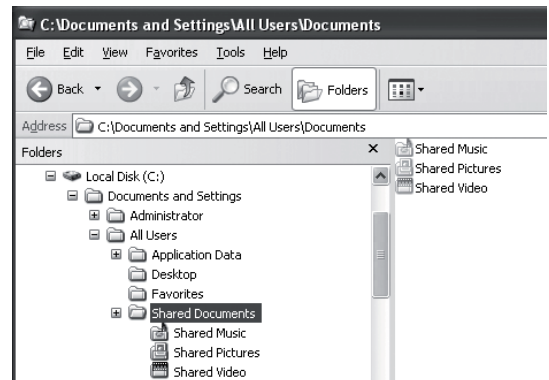 C:\Documents and Settings\All Users\Documents
File Edit View Favorites Tools Help
Back Search Folders
Address C:\Documents and Settings\All Users\Documents
Folders
Local Disk (C:)
Documents and Settings
Administrator
All Users
Application Data
Desktop
Favorites
Shared Documents
Shared Music
Shared Pictures
Shared Video
Shared Music
Shared Pictures
Shared Video